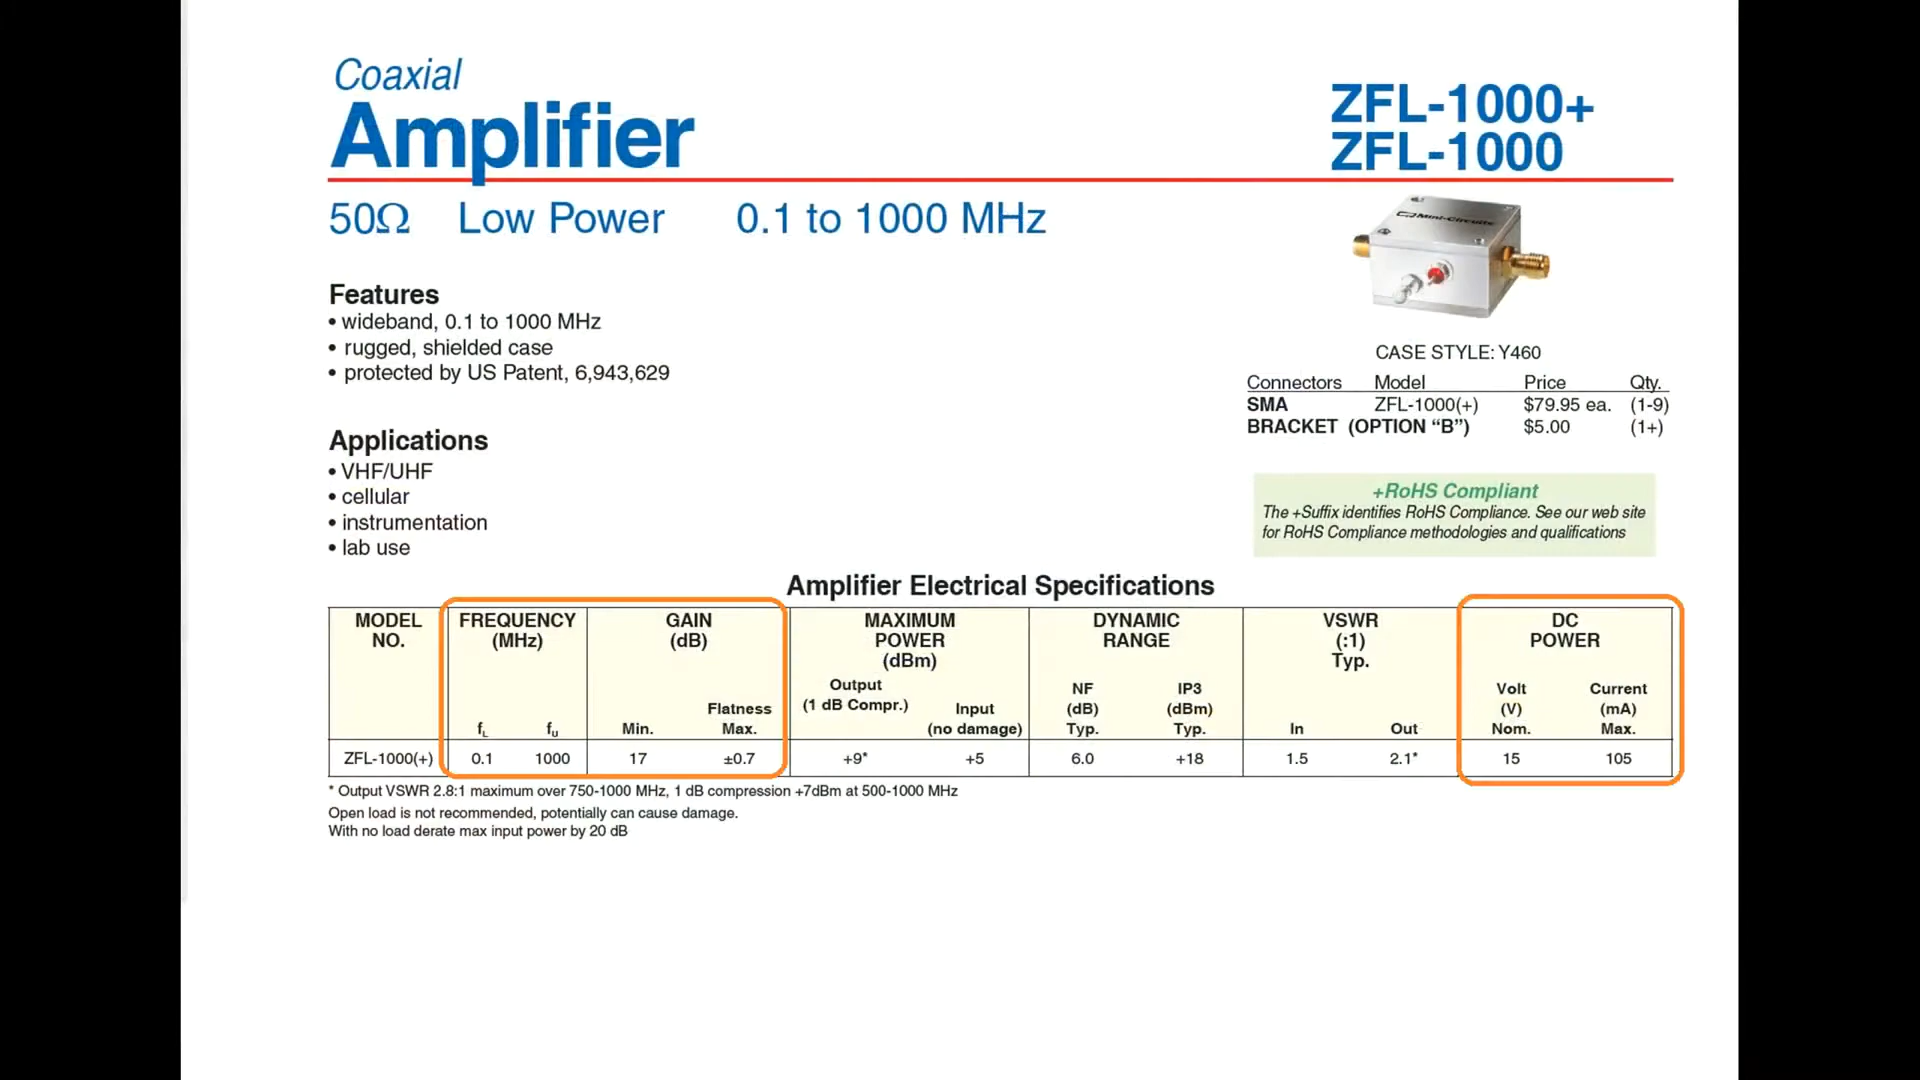 Coaxial
Amplifier
ZFL-1000+
ZFL-1000
50Ω Low Power 0.1 to 1000 MHz
Mini-Circuits
Features
• wideband, 0.1 to 1000 MHz
• rugged, shielded case
• protected by US Patent, 6,943,629
CASE STYLE: Y460
Connectors Model Price Qty.
SMA ZFL-1000(+) $79.95 ea. (1-9)
BRACKET (OPTION “B”) $5.00 (1+)
Applications
• VHF/UHF
• cellular
• instrumentation
• lab use
+RoHS Compliant
The +Suffix identifies RoHS Compliance. See our web site
for RoHS Compliance methodologies and qualifications
Amplifier Electrical Specifications
MODEL FREQUENCY GAIN MAXIMUM DYNAMIC VSWR DC
NO. (MHz) (dB) POWER RANGE (:1) POWER
(dBm) Typ.
Output NF IP3 Volt Current
(1 dB Compr.) (dB) (dBm) (V) (mA)
Flatness Input
fL fU Min. Max. (no damage) Typ. Typ. In Out Nom. Max.
ZFL-1000(+) 0.1 1000 17 ±0.7 +9* +5 6.0 +18 1.5 2.1* 15 105
* Output VSWR 2.8:1 maximum over 750-1000 MHz, 1 dB compression +7dBm at 500-1000 MHz
Open load is not recommended, potentially can cause damage.
With no load derate max input power by 20 dB